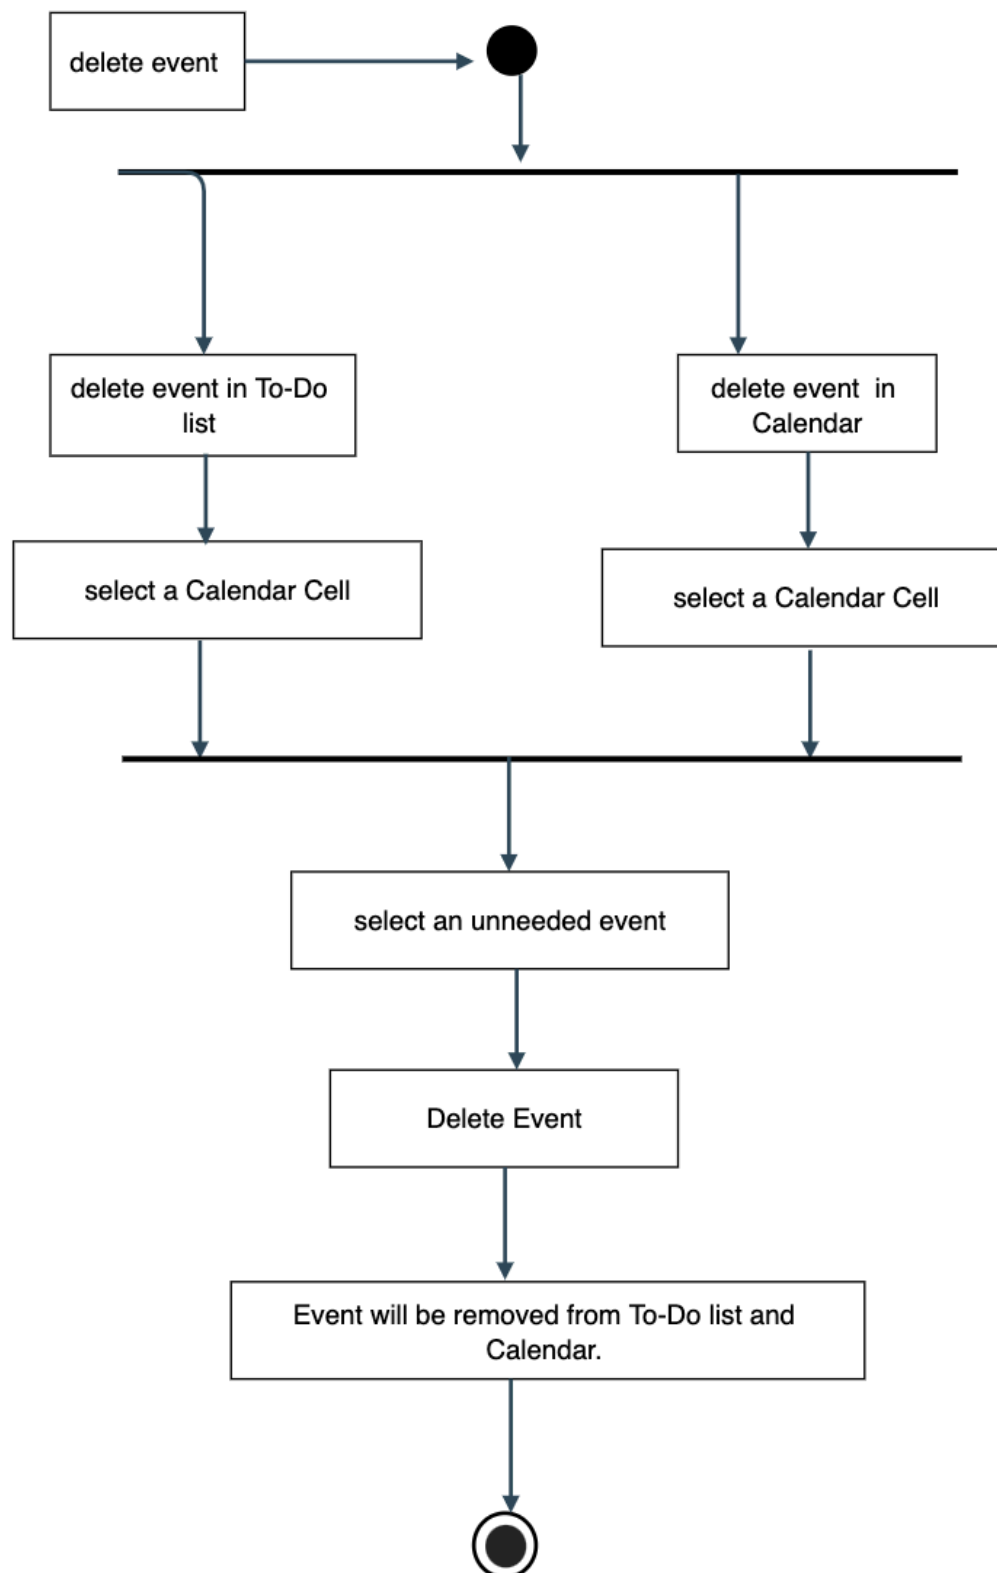 delete event
delete event in To-Do
list
delete event  in
Calendar
select a Calendar Cell
select a Calendar Cell
select an unneeded event
Delete Event
Event will be removed from To-Do list and
Calendar.